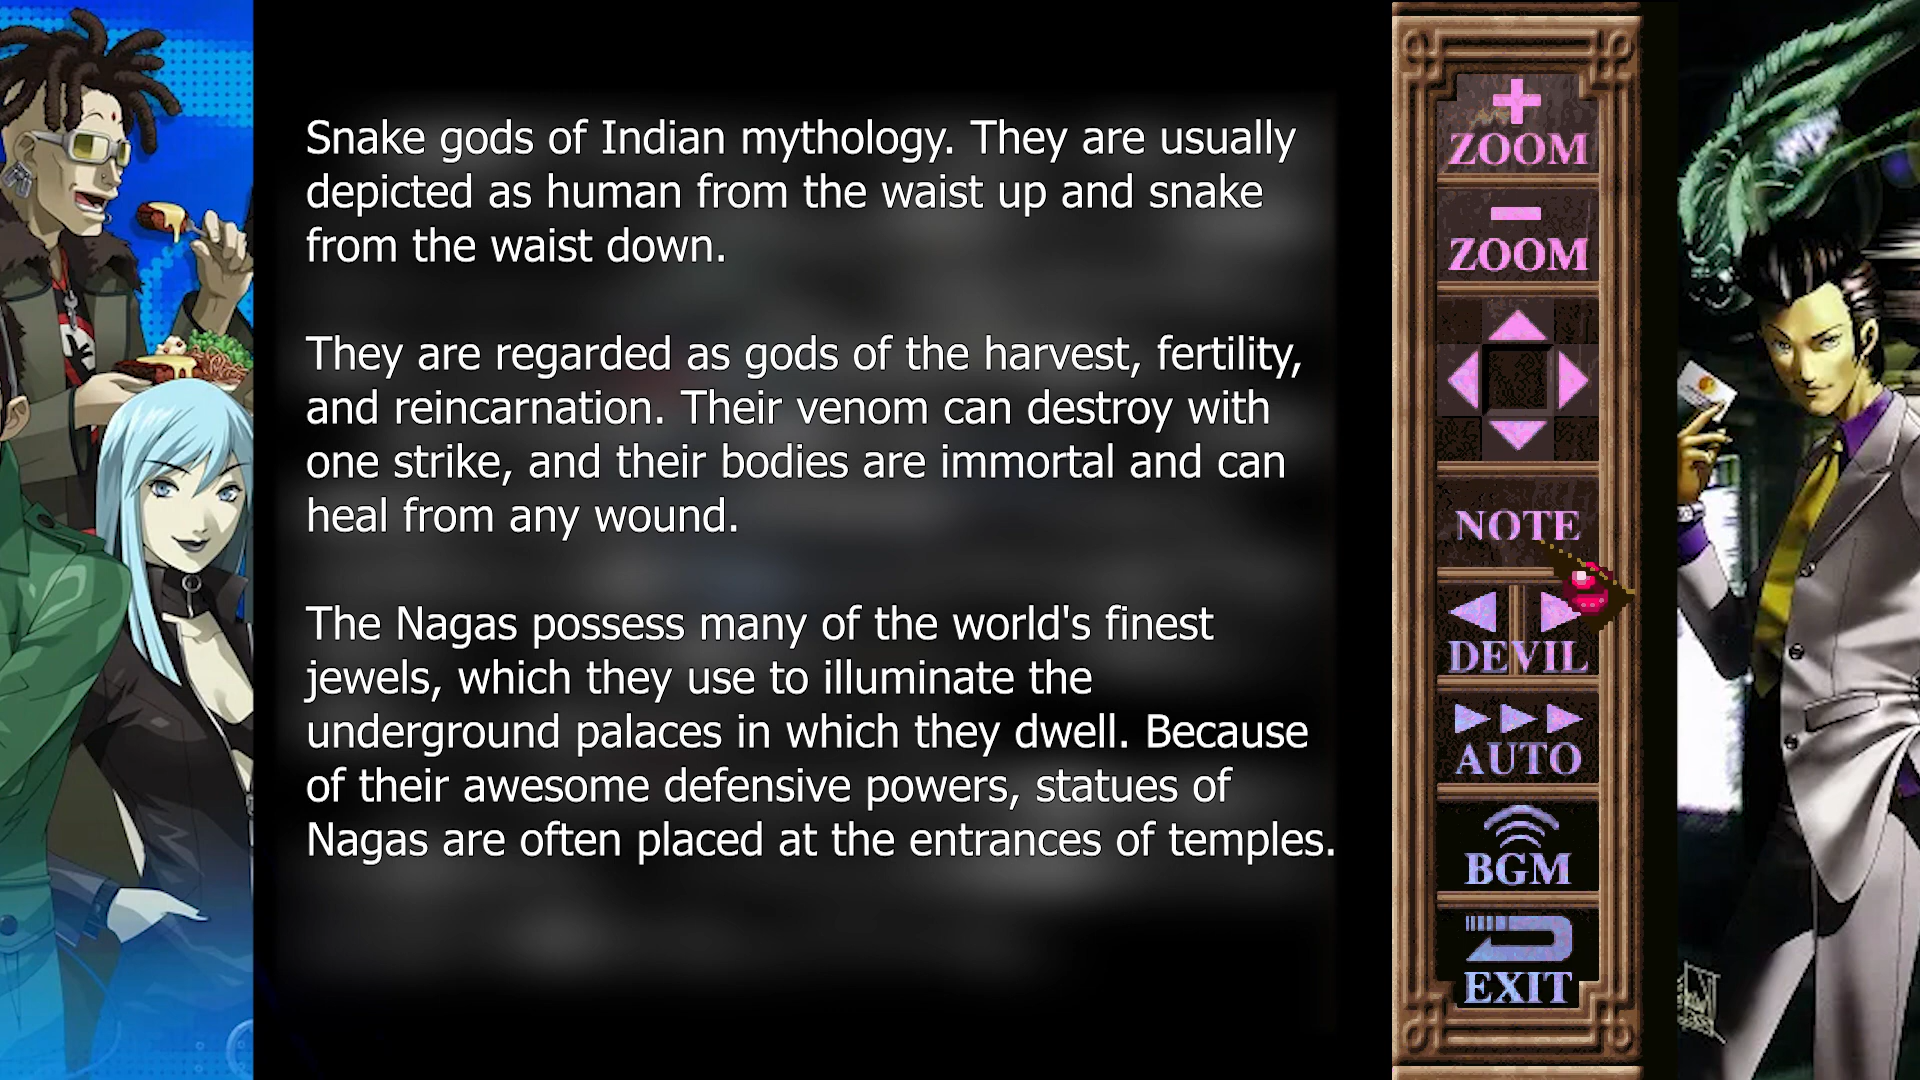 Snake gods of Indian mythology. They are usually
depicted as human from the waist up and snake
from the waist down.
They are regarded as gods of the harvest, fertility,
and reincarnation. Their venom can destroy with
one strike, and their bodies are immortal and can
heal from any wound.
The Nagas possess many of the world's finest
jewels, which they use to illuminate the
underground palaces in which they dwell. Because
of their awesome defensive powers, statues of
Nagas are often placed at the entrances of temples.
ZOOM
ZOOM
NOTE
DEVIL
AUTO
BGM
EXIT